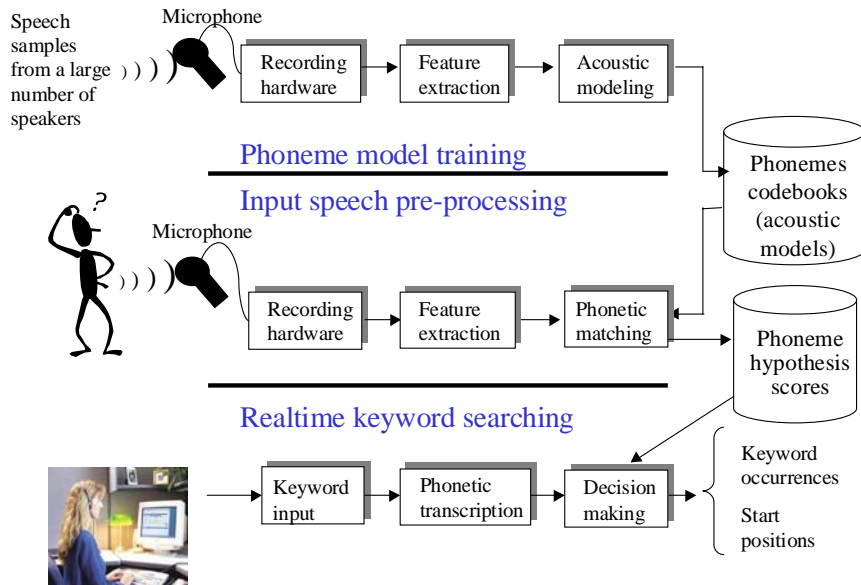 Speech
samples
from a large
number of
speakers
Microphone
Recording
hardware
Feature
extraction
Acoustic
modeling
Phoneme model training
Phonemes
codebooks
(acoustic
models)
Input speech pre-processing
?
Microphone
Recording
hardware
Feature
extraction
Phonetic
matching
Phoneme
hypothesis
scores
Realtime keyword searching
Keyword
input
Phonetic
transcription
Decision
making
Keyword
occurrences
Start
positions